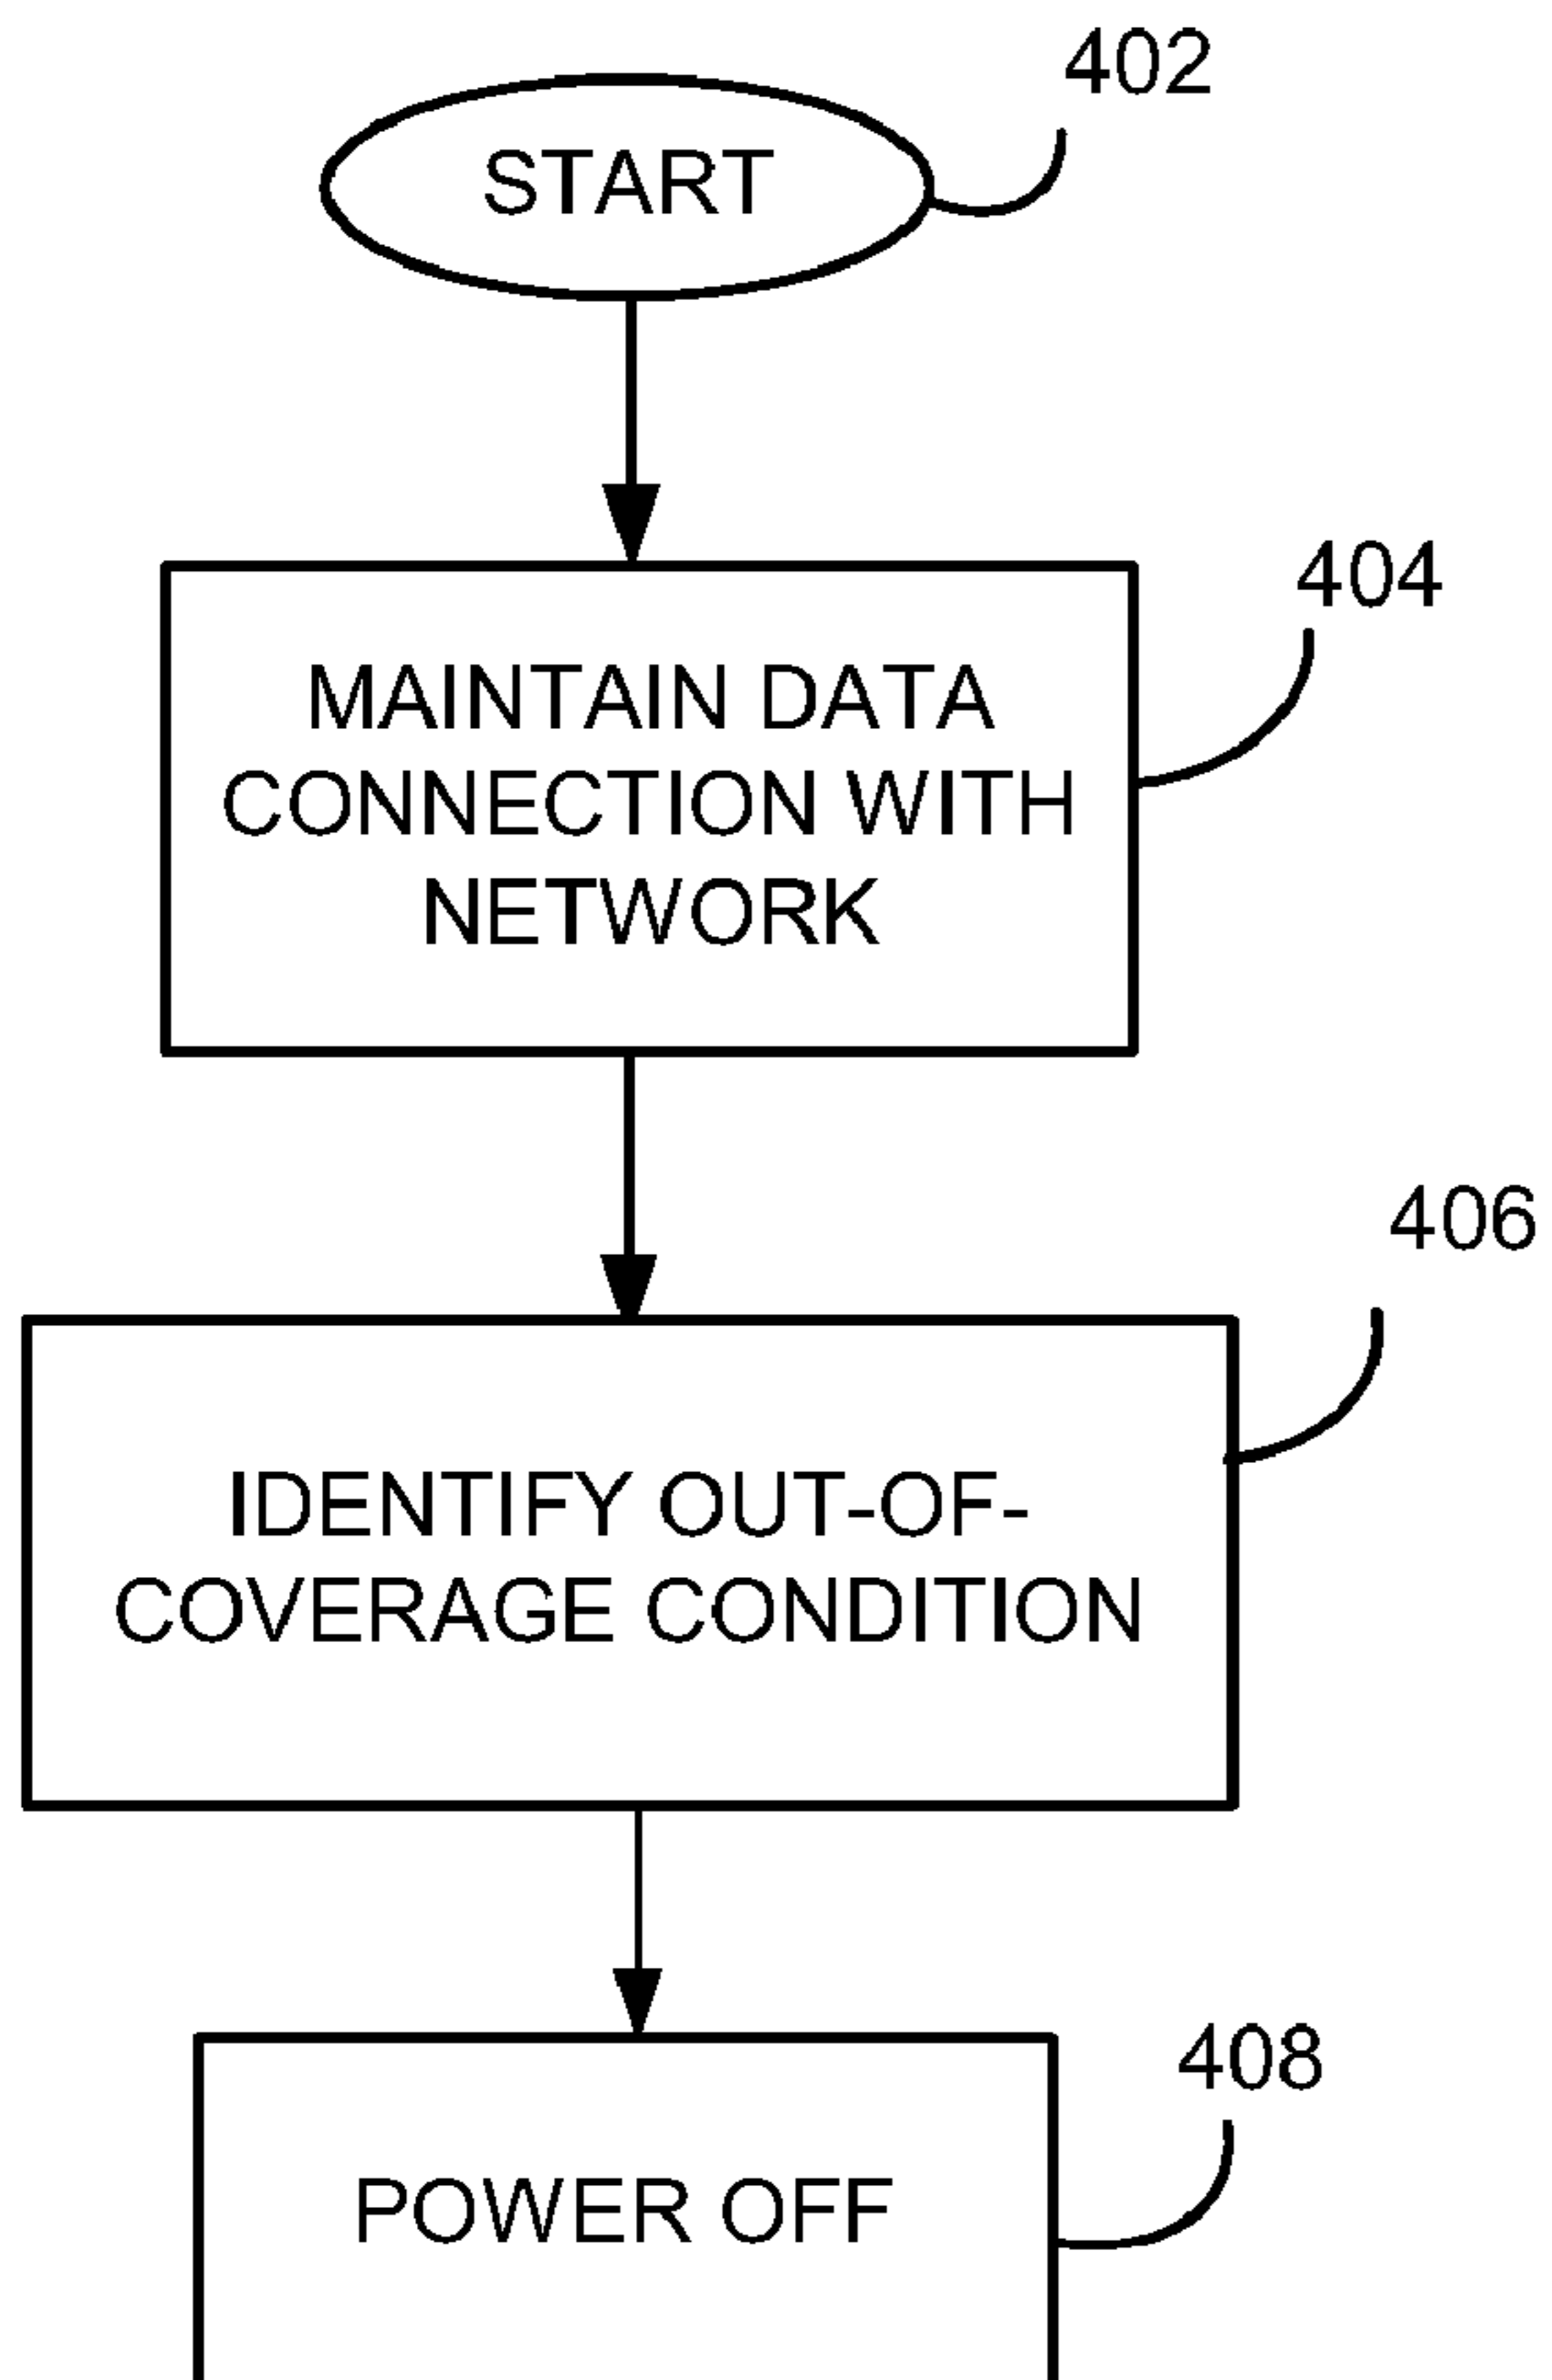 402
START
404
MAINTAIN DATA
CONNECTION WITH
NETWORK
406
IDENTIFY OUT-OF-
COVERAGE CONDITION
408
POWER OFF